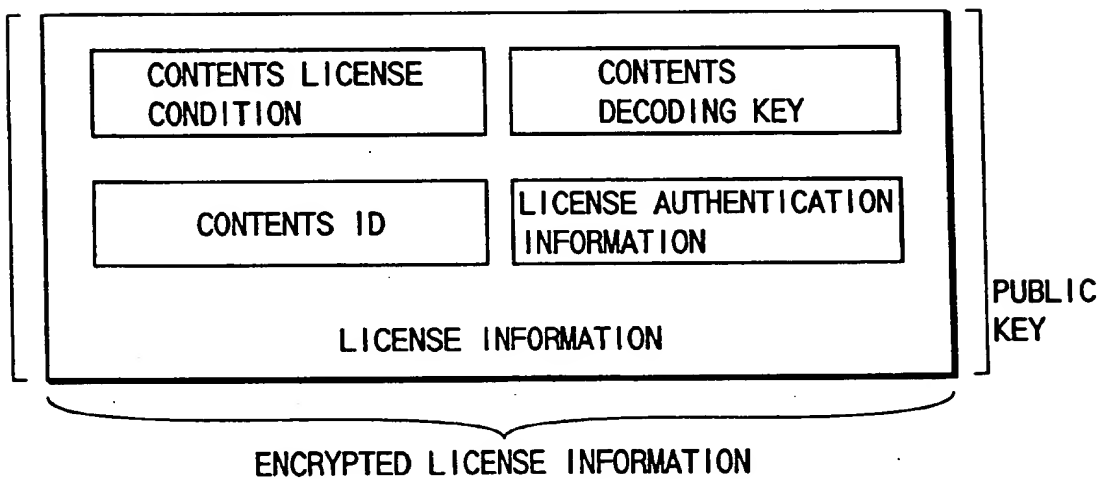 CONTENTS LICENSE
CONDITION
CONTENTS
DECODING KEY
CONTENTS ID
LICENSE AUTHENTICATION
INFORMATION
LICENSE INFORMATION
PUBLIC
KEY
ENCRYPTED LICENSE INFORMATION